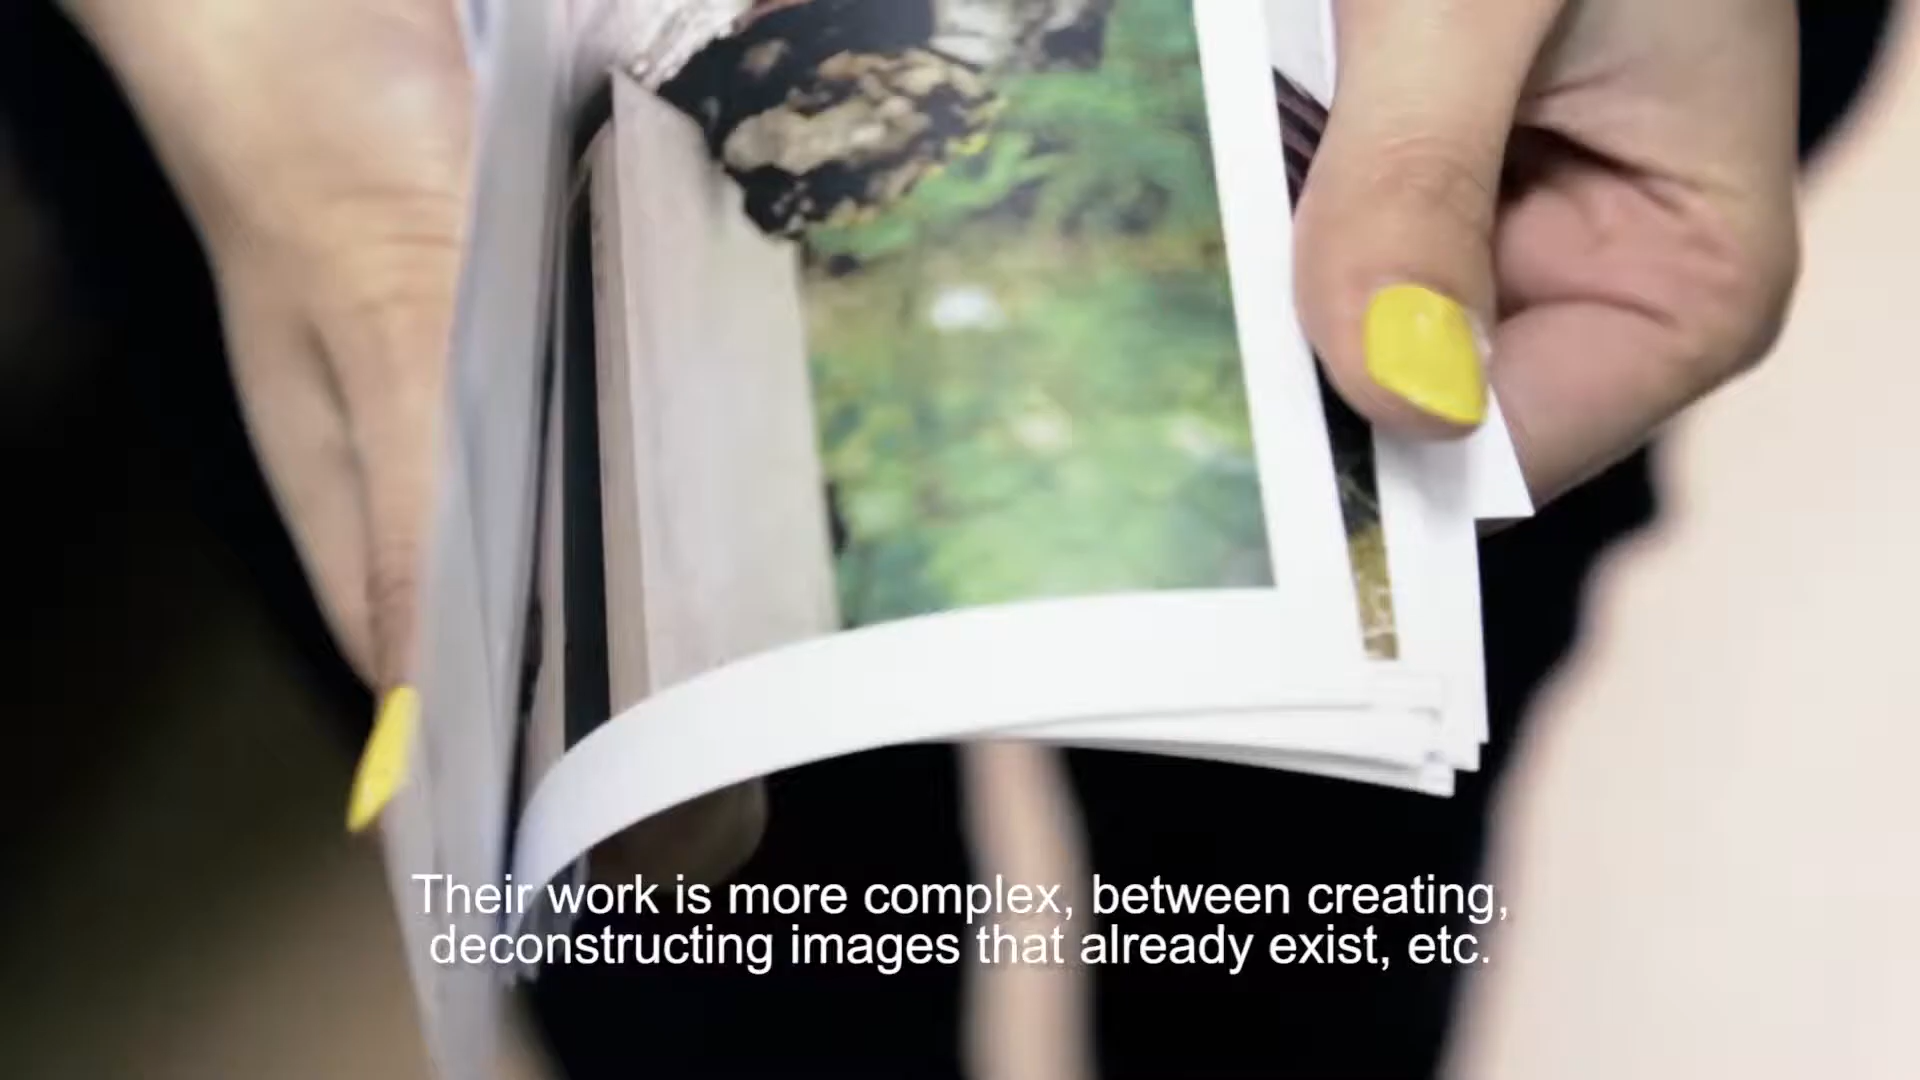 Their work is more complex, between creating,
deconstructing images that already exist, etc.